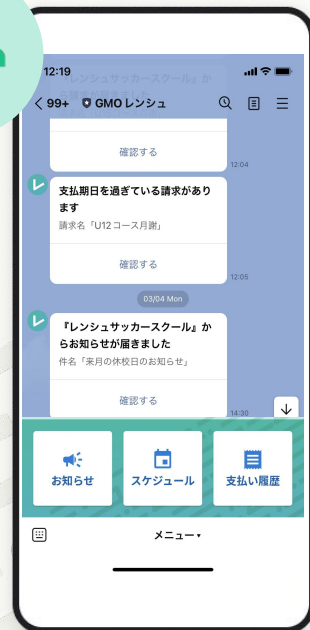 12:19
『レンシュサッカースクール』か
99+ GMOレンシュ
確認する
12:04
支払期日を過ぎている請求があり
ます
請求名「U12コース月謝」
確認する
12:05
03/04 Mon
『レンシュサッカースクール』か
らお知らせが届きました
件名「来月の休校日のお知らせ」
確認する
14:30
お知らせ
スケジュール
支払い履歴
メニュー▾